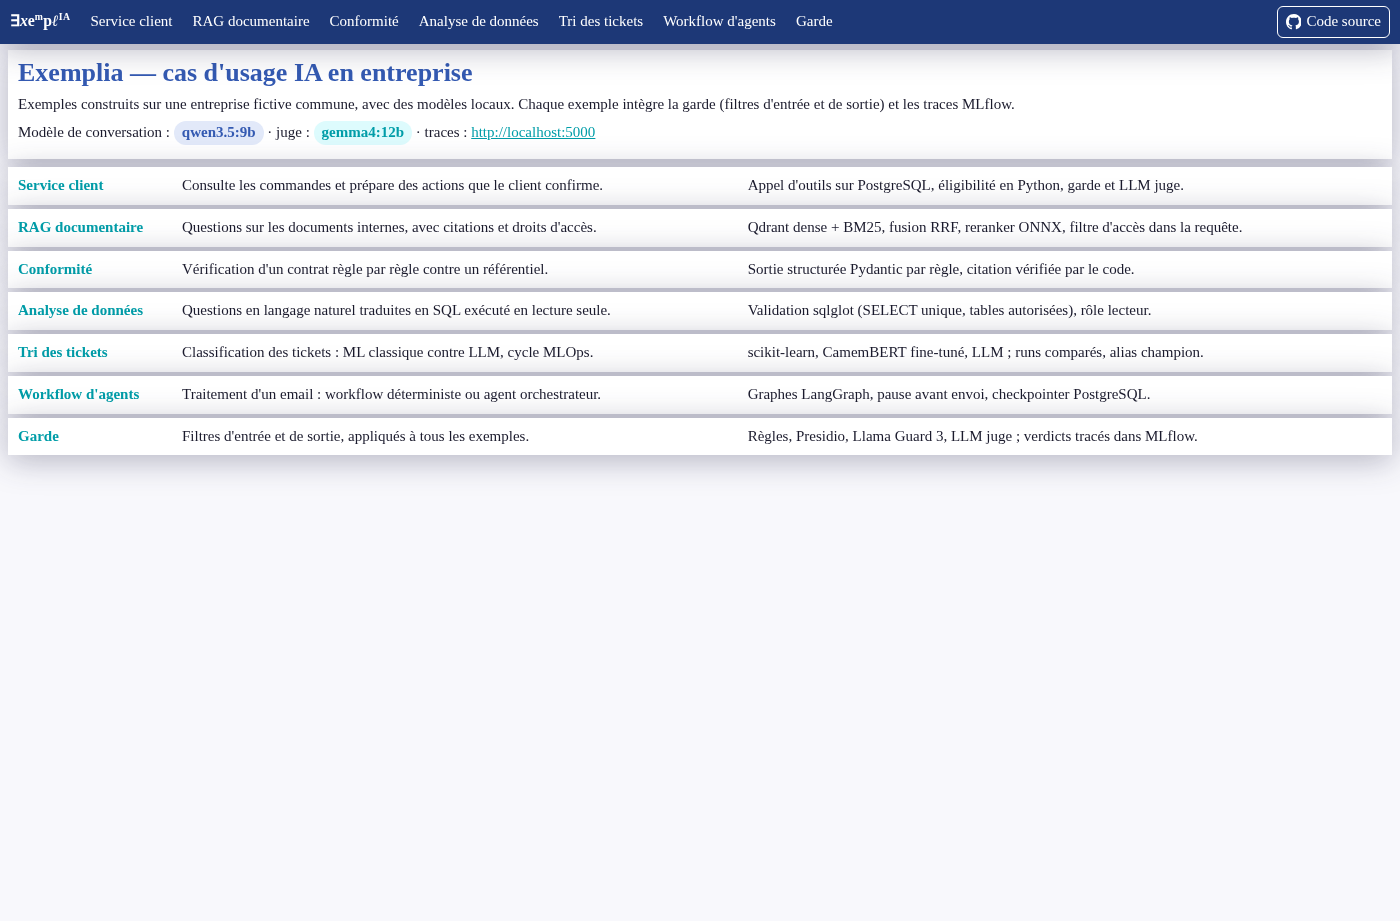 ∃xeᵐpℓᴵᴬ Service client RAG documentaire Conformité Analyse de données Tri des tickets Workflow d'agents Garde Code source
Exemplia — cas d'usage IA en entreprise
Exemples construits sur une entreprise fictive commune, avec des modèles locaux. Chaque exemple intègre la garde (filtres d'entrée et de sortie) et les traces MLflow.
Modèle de conversation : qwen3.5:9b · juge : gemma4:12b · traces : http://localhost:5000
Service client Consulte les commandes et prépare des actions que le client confirme. Appel d'outils sur PostgreSQL, éligibilité en Python, garde et LLM juge.
RAG documentaire Questions sur les documents internes, avec citations et droits d'accès. Qdrant dense + BM25, fusion RRF, reranker ONNX, filtre d'accès dans la requête.
Conformité Vérification d'un contrat règle par règle contre un référentiel. Sortie structurée Pydantic par règle, citation vérifiée par le code.
Analyse de données Questions en langage naturel traduites en SQL exécuté en lecture seule. Validation sqlglot (SELECT unique, tables autorisées), rôle lecteur.
Tri des tickets Classification des tickets : ML classique contre LLM, cycle MLOps. scikit-learn, CamemBERT fine-tuné, LLM ; runs comparés, alias champion.
Workflow d'agents Traitement d'un email : workflow déterministe ou agent orchestrateur. Graphes LangGraph, pause avant envoi, checkpointer PostgreSQL.
Garde Filtres d'entrée et de sortie, appliqués à tous les exemples. Règles, Presidio, Llama Guard 3, LLM juge ; verdicts tracés dans MLflow.